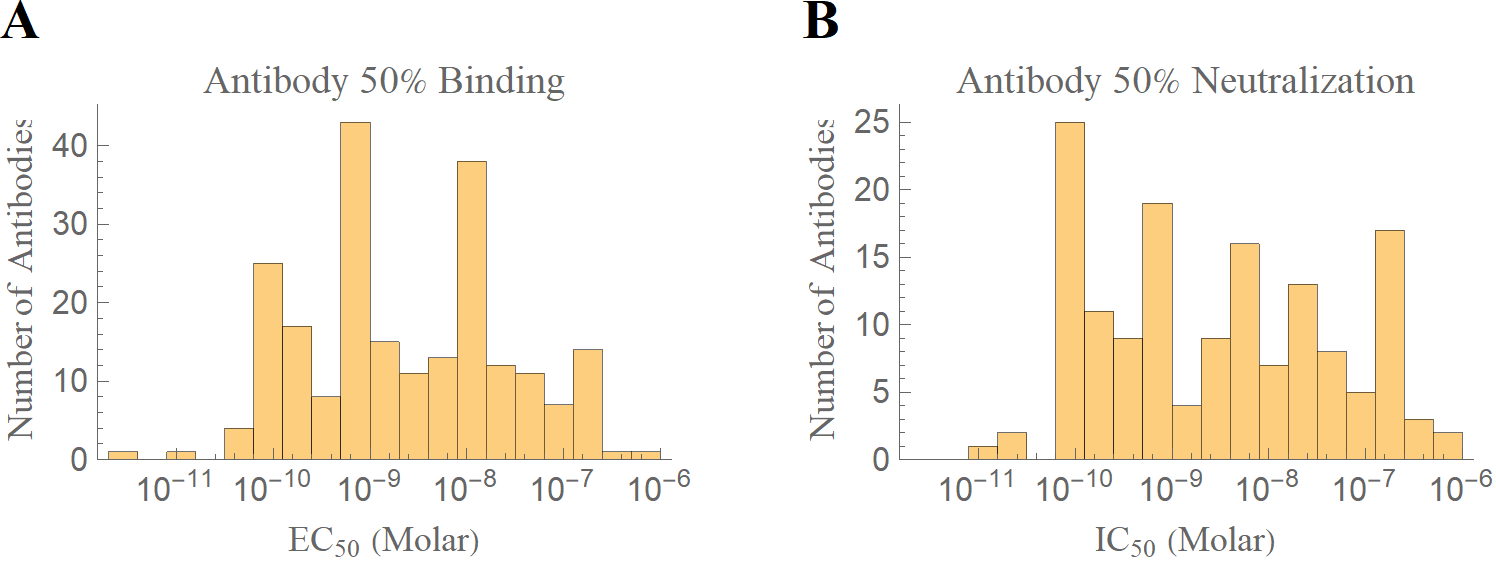 A
Antibody 50% Binding
Number of Antibodies
40
30
20
10
0
10⁻¹¹ 10⁻¹⁰ 10⁻⁹ 10⁻⁸ 10⁻⁷ 10⁻⁶
EC₅₀ (Molar)
B
Antibody 50% Neutralization
Number of Antibodies
25
20
15
10
5
0
10⁻¹¹ 10⁻¹⁰ 10⁻⁹ 10⁻⁸ 10⁻⁷ 10⁻⁶
IC₅₀ (Molar)